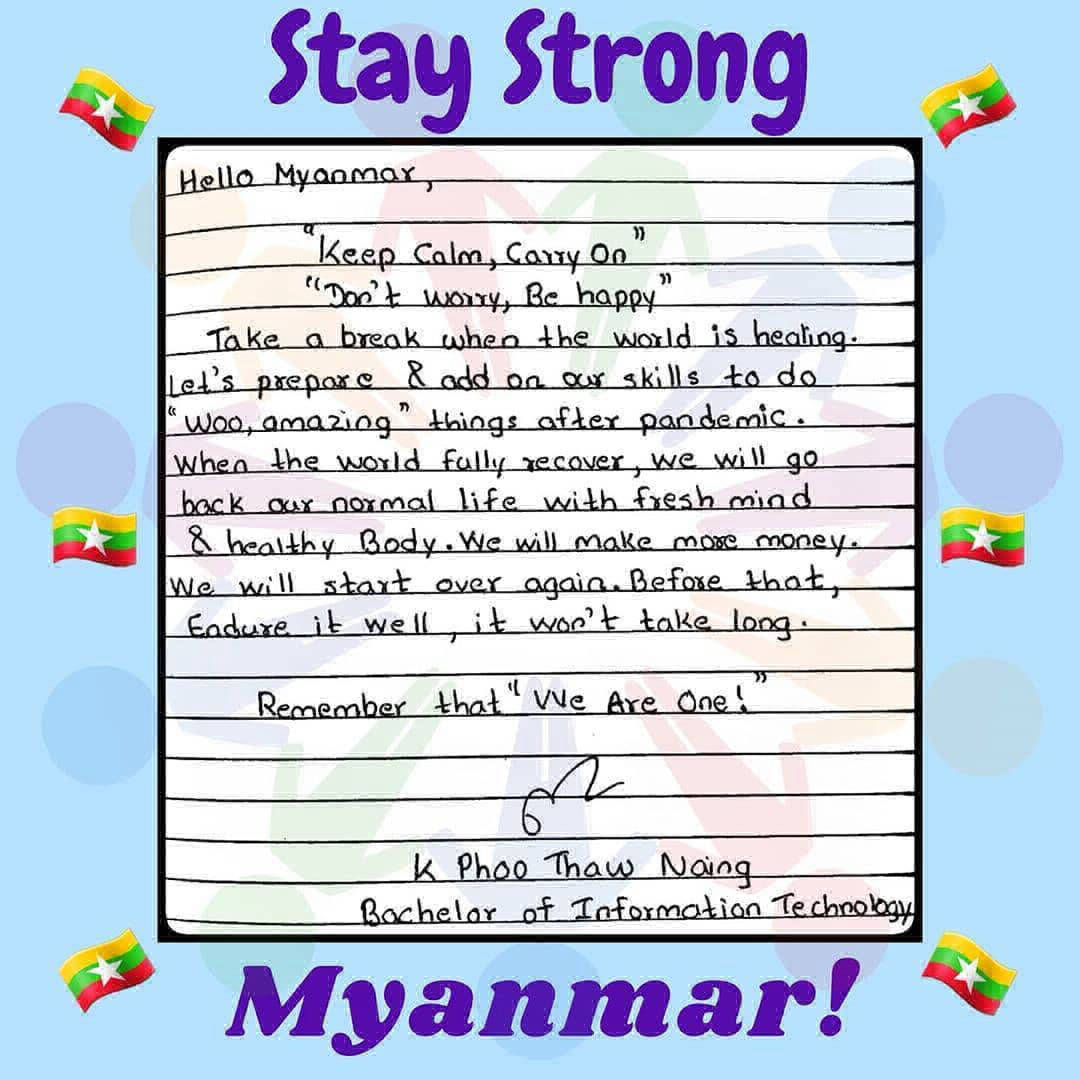 Stay Strong
Hello Myanmar,
"Keep Calm, Carry On"
"Don't worry, Be happy"
Take a break when the world is healing.
Let's prepare & add on our skills to do
"Woo, amazing" things after pandemic.
When the world fully recover, we will go
back our normal life with fresh mind
& healthy Body. We will make more money.
We will start over again. Before that,
Endure it well, it won't take long.
Remember that "We Are One!"
K Phoo Thaw Naing
Bachelor of Information Technology
Myanmar!